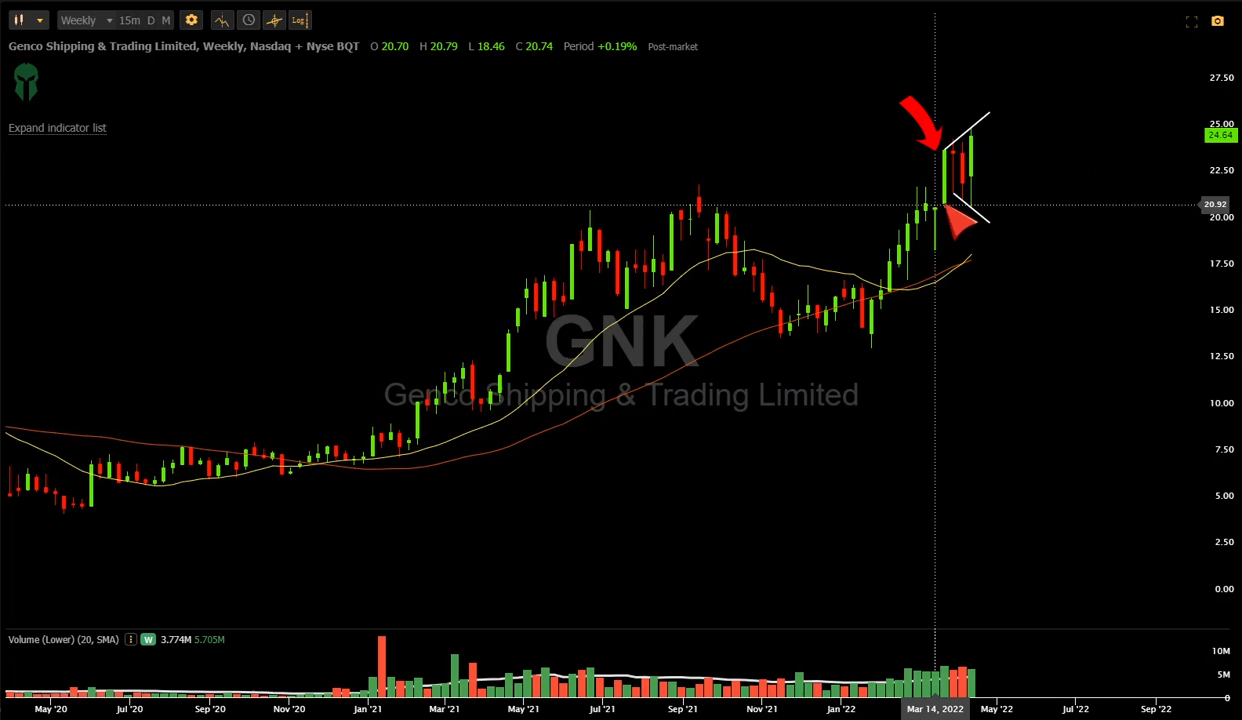 Weekly 15m D M Log
Genco Shipping & Trading Limited, Weekly, Nasdaq + Nyse BQT O 20.70 H 20.79 L 18.46 C 20.74 Period +0.19% Post-market
Expand indicator list
27.50
25.00
24.64
22.50
20.92
20.00
17.50
15.00
12.50
10.00
7.50
5.00
2.50
0.00
GNK
Genco Shipping & Trading Limited
Volume (Lower) (20, SMA) W 3.774M 5.705M
10M
5M
0
May '20 Jul '20 Sep '20 Nov '20 Jan '21 Mar '21 May '21 Jul '21 Sep '21 Nov '21 Jan '22 Mar 14, 2022 May '22 Jul '22 Sep '22